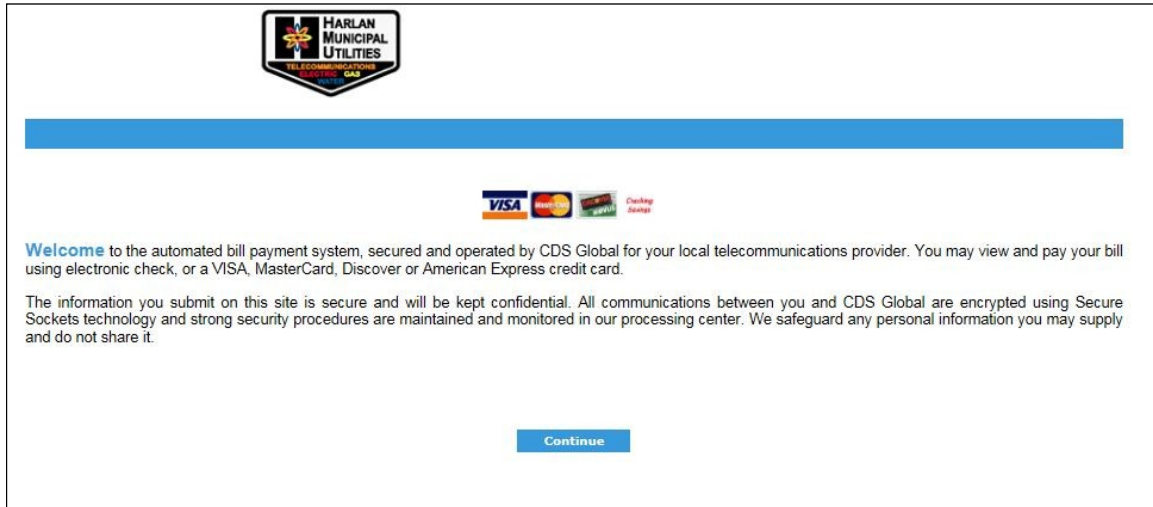 HARLAN
MUNICIPAL
UTILITIES
TELECOMMUNICATIONS
ELECTRIC GAS
WATER
VISA MasterCard NOVUS Checking
Savings
Welcome to the automated bill payment system, secured and operated by CDS Global for your local telecommunications provider. You may view and pay your bill
using electronic check, or a VISA, MasterCard, Discover or American Express credit card.
The information you submit on this site is secure and will be kept confidential. All communications between you and CDS Global are encrypted using Secure
Sockets technology and strong security procedures are maintained and monitored in our processing center. We safeguard any personal information you may supply
and do not share it.
Continue